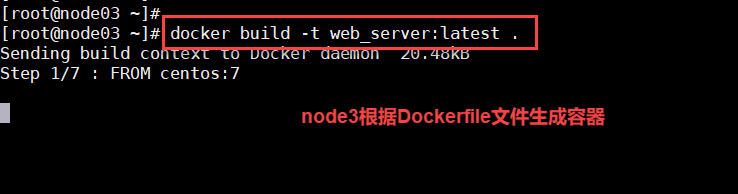 [root@node03 ~]#
[root@node03 ~]# docker build -t web_server:latest .
Sending build context to Docker daemon  20.48kB
Step 1/7 : FROM centos:7
node3根据Dockerfile文件生成容器